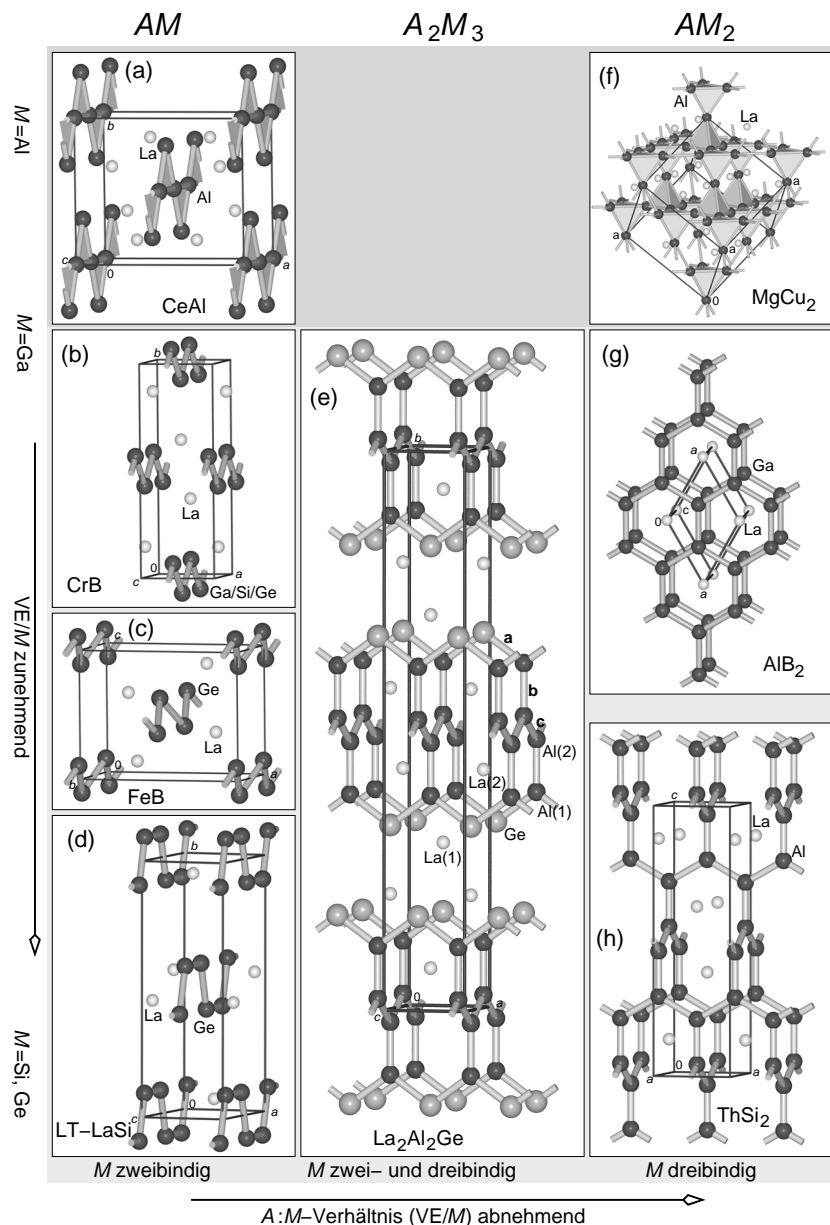 AM
A2M3
AM2
M=Al
M=Ga
VE/M zunehmend
M=Si, Ge
(a)
b
La
Al
c
0
a
CeAl
(b)
b
La
0
c
a
CrB
Ga/Si/Ge
(c)
c
Ge
La
0
b
a
FeB
(d)
b
La
Ge
0
c
a
LT–LaSi
(e)
b
a
b
c
Al(2)
La(2)
Al(1)
Ge
La(1)
0
c
a
La2Al2Ge
(f)
Al
La
a
a
a
0
MgCu2
(g)
a
Ga
c
0
La
a
AlB2
c
La
Al
(h)
0
a
a
ThSi2
M zweibindig
M zwei– und dreibindig
M dreibindig
A:M–Verhältnis (VE/M) abnehmend